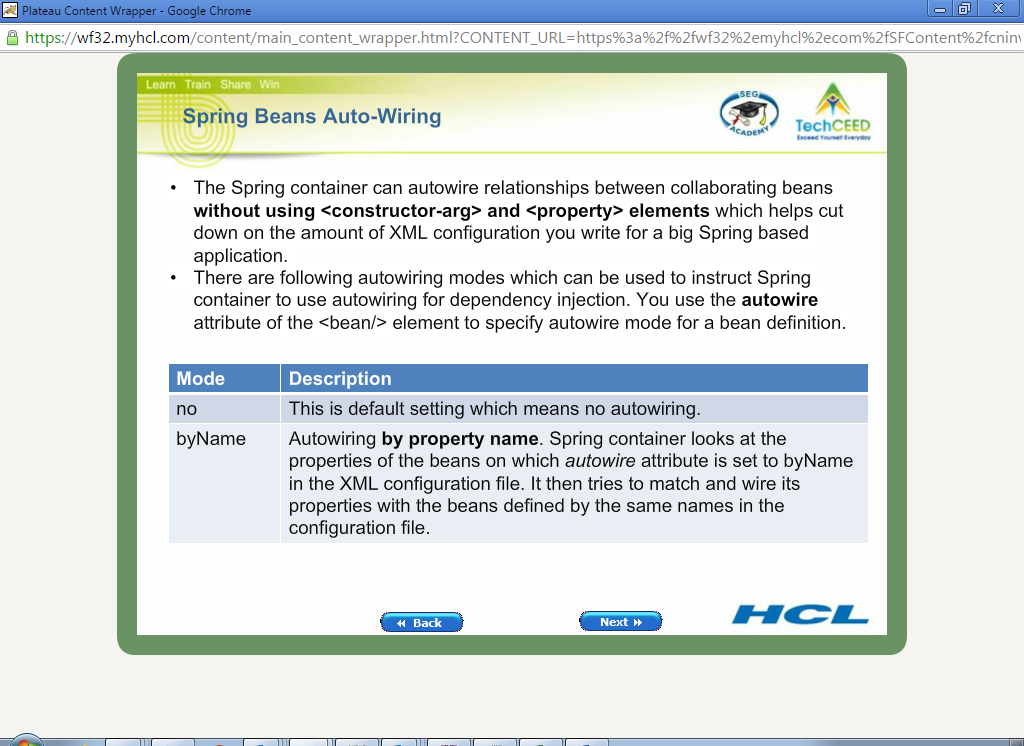 Plateau Content Wrapper - Google Chrome
https://wf32.myhcl.com/content/main_content_wrapper.html?CONTENT_URL=https%3a%2f%2fwf32%2emyhcl%2ecom%2fSFContent%2fcninv
Learn Train Share Win
Spring Beans Auto-Wiring
SEG
ACADEMY
TechCEED
Exceed Yourself Everyday
• The Spring container can autowire relationships between collaborating beans
without using <constructor-arg> and <property> elements which helps cut
down on the amount of XML configuration you write for a big Spring based
application.
• There are following autowiring modes which can be used to instruct Spring
container to use autowiring for dependency injection. You use the autowire
attribute of the <bean/> element to specify autowire mode for a bean definition.
Mode Description
no This is default setting which means no autowiring.
byName Autowiring by property name. Spring container looks at the
properties of the beans on which autowire attribute is set to byName
in the XML configuration file. It then tries to match and wire its
properties with the beans defined by the same names in the
configuration file.
Back Next
HCL